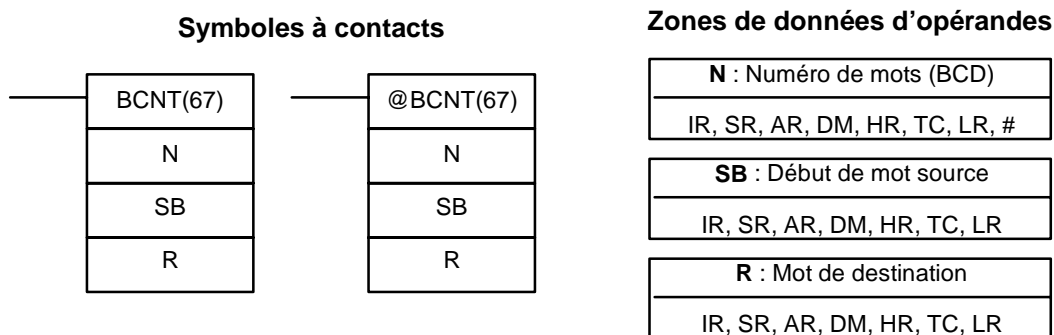 Symboles à contacts
BCNT(67)
N
SB
R
@BCNT(67)
N
SB
R
Zones de données d’opérandes
N : Numéro de mots (BCD)
IR, SR, AR, DM, HR, TC, LR, #
SB : Début de mot source
IR, SR, AR, DM, HR, TC, LR
R : Mot de destination
IR, SR, AR, DM, HR, TC, LR